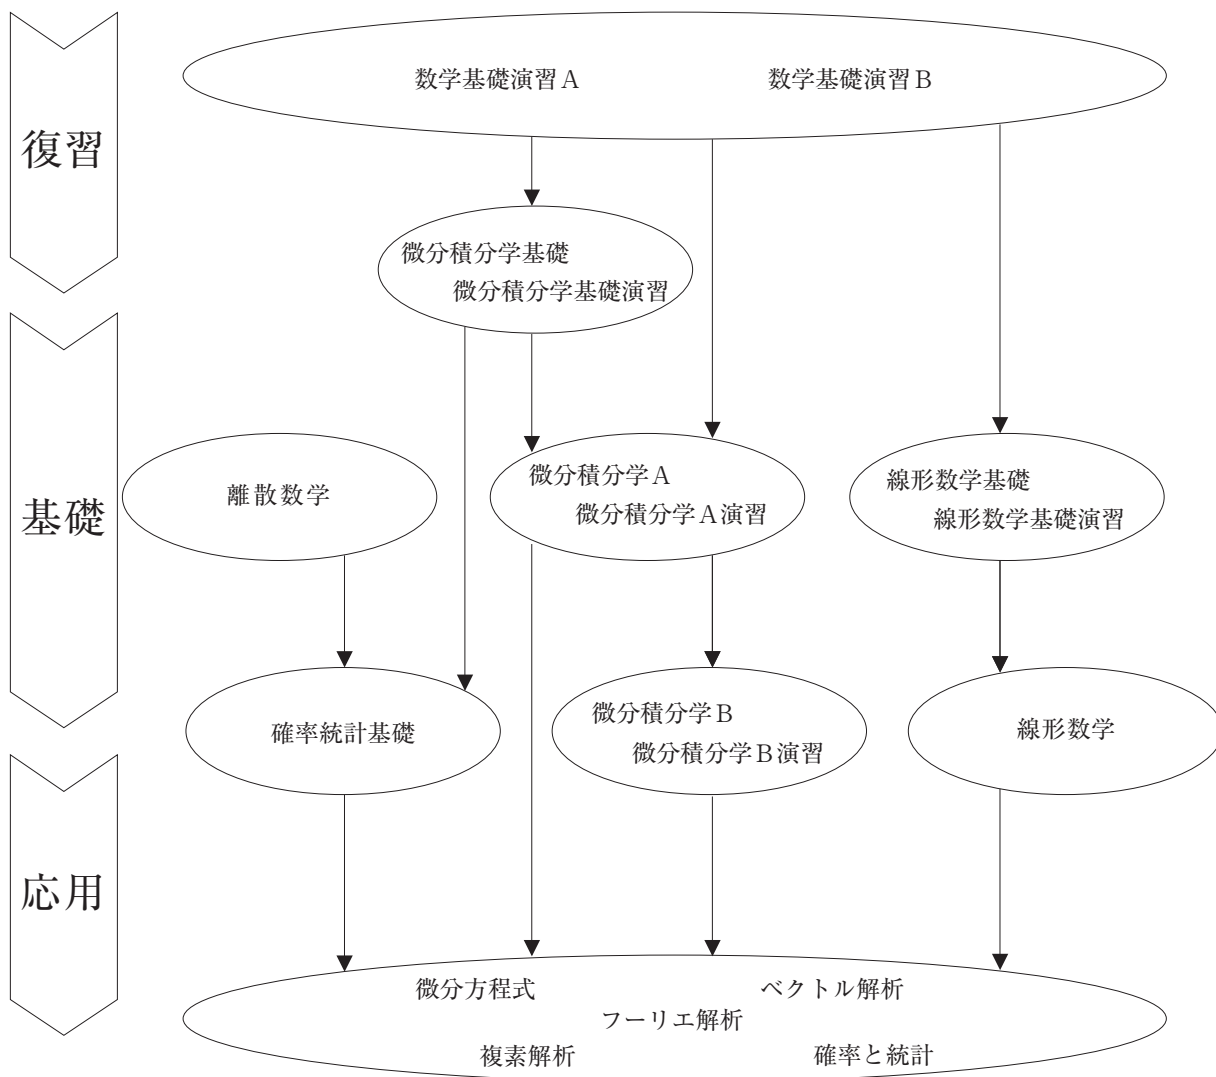 数学基礎演習Ａ
数学基礎演習Ｂ
復習
微分積分学基礎
微分積分学基礎演習
基礎
離散数学
微分積分学Ａ
微分積分学Ａ演習
線形数学基礎
線形数学基礎演習
確率統計基礎
微分積分学Ｂ
微分積分学Ｂ演習
線形数学
応用
微分方程式
ベクトル解析
フーリエ解析
複素解析
確率と統計